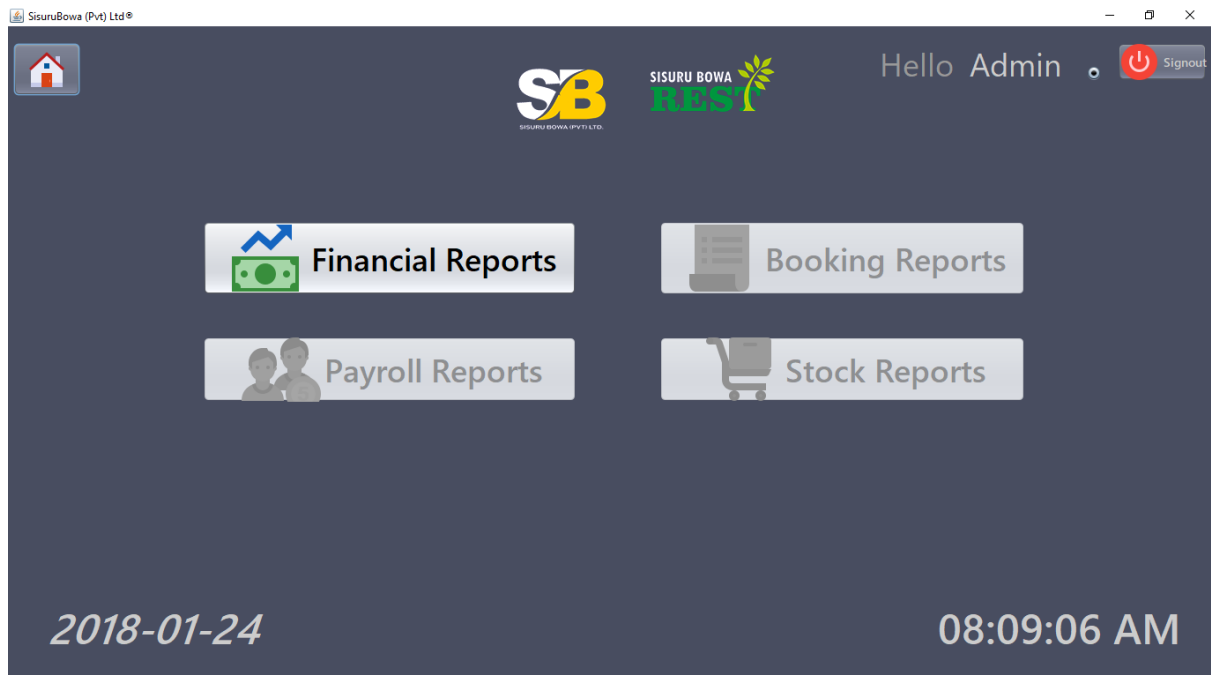 SisuruBowa (Pvt) Ltd®
Hello Admin
Signout
SB
SISURU BOWA (PVT) LTD.
SISURU BOWA
REST
Financial Reports
Booking Reports
Payroll Reports
Stock Reports
2018-01-24
08:09:06 AM